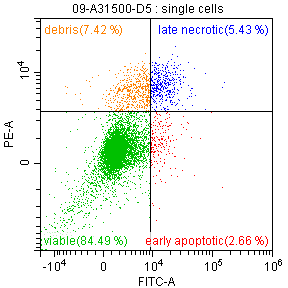 09-A31500-D5 : single cells
debris(7.42 %) late necrotic(5.43 %)
PE-A
10^4
0
viable(84.49 %) early apoptotic(2.66 %)
-10^4 0 10^4 10^5 10^6
FITC-A